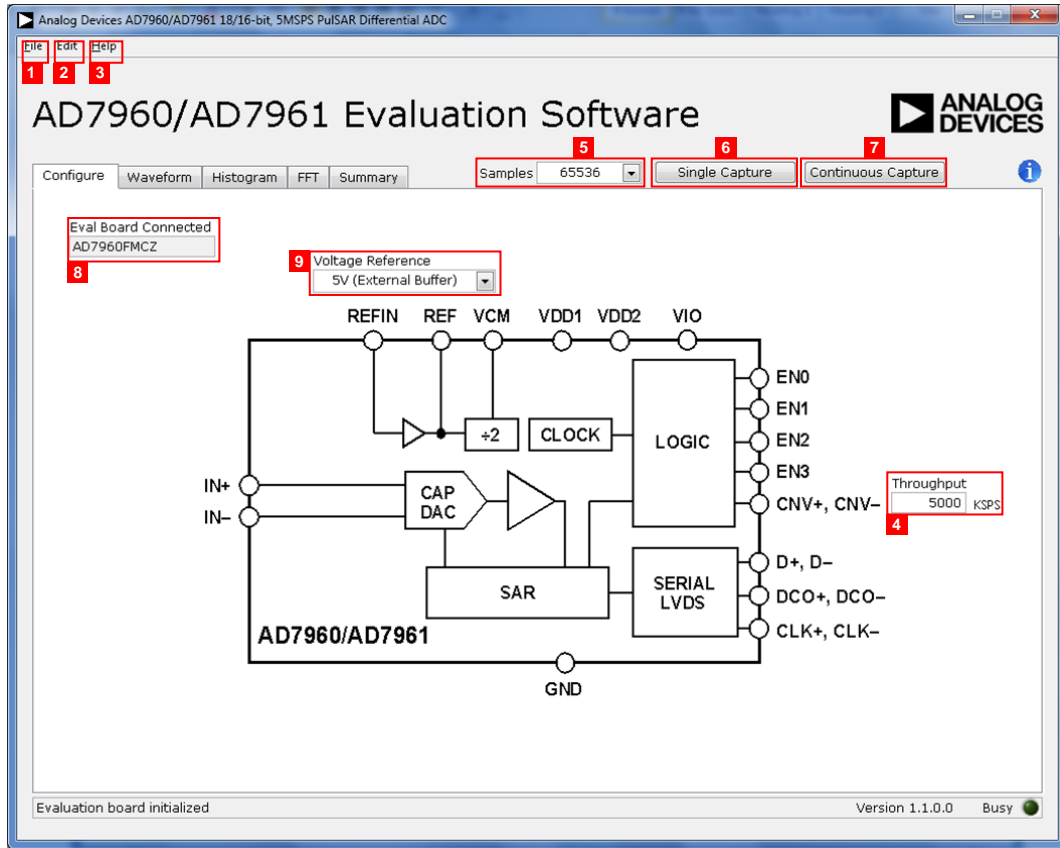 Analog Devices AD7960/AD7961 18/16-bit, 5MSPS PulSAR Differential ADC
File Edit Help
1 2 3
AD7960/AD7961 Evaluation Software
ANALOG
DEVICES
5 6 7
Configure Waveform Histogram FFT Summary
Samples 65536 Single Capture Continuous Capture i
Eval Board Connected
AD7960FMCZ
8
9 Voltage Reference
5V (External Buffer)
REFIN REF VCM VDD1 VDD2 VIO
EN0
EN1
÷2 CLOCK LOGIC EN2
EN3
IN+
IN–
CAP
DAC
CNV+, CNV–
Throughput
5000 KSPS
4
D+, D–
SAR
SERIAL
LVDS
DCO+, DCO–
CLK+, CLK–
AD7960/AD7961
GND
Evaluation board initialized Version 1.1.0.0 Busy